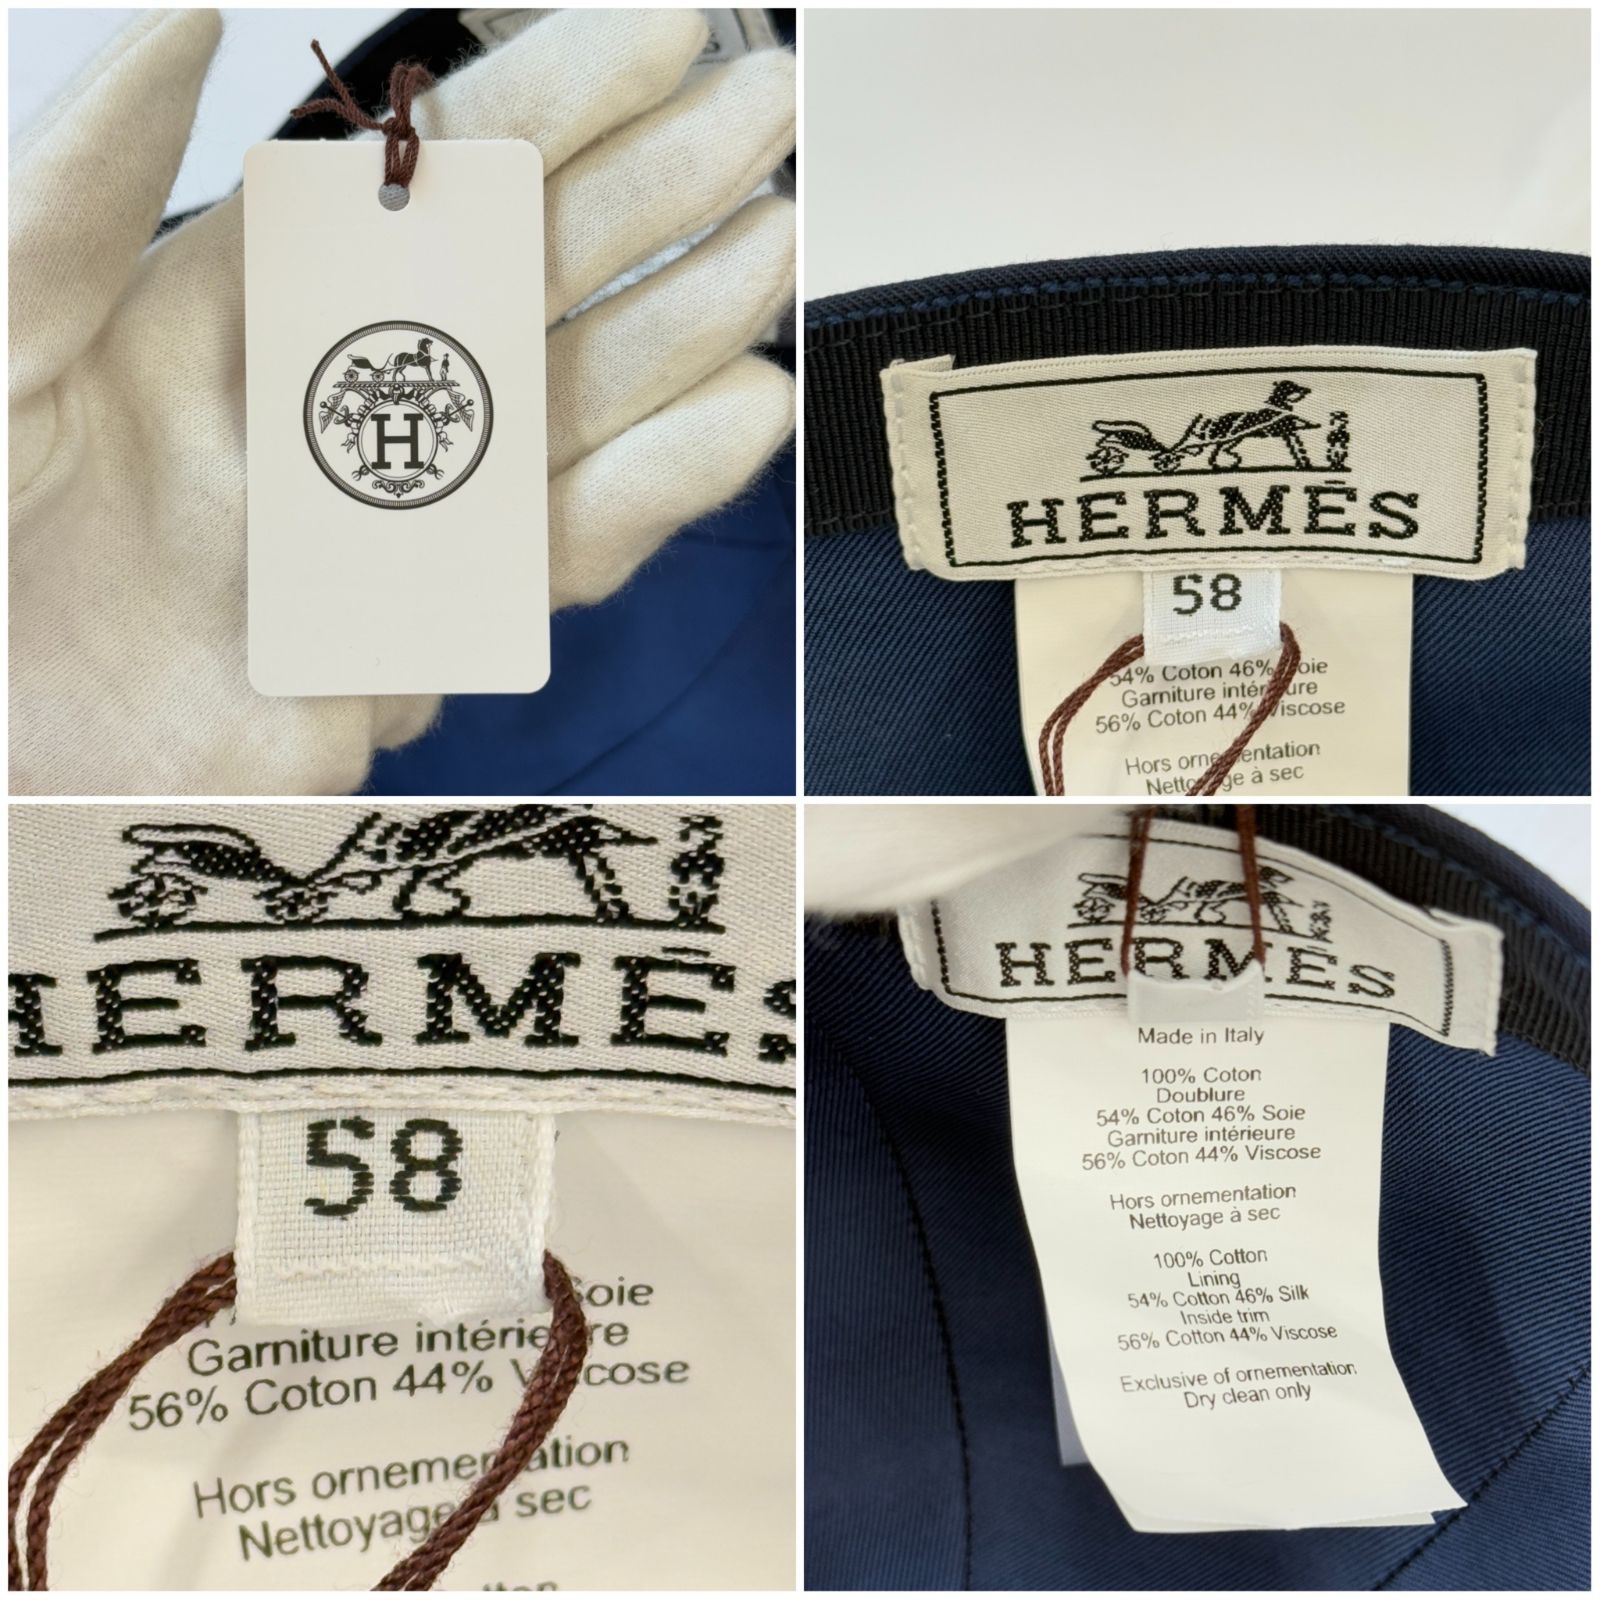 H
HERMÈS
58
54% Coton 46% Soie
Garniture intérieure
56% Coton 44% Viscose
Hors ornementation
Nettoyage à sec
HERMÈS
58
Soie
Garniture intérieure
56% Coton 44% Viscose
Hors ornementation
Nettoyage à sec
HERMÈS
Made in Italy
100% Coton
Doublure
54% Coton 46% Soie
Garniture intérieure
56% Coton 44% Viscose
Hors ornementation
Nettoyage à sec
100% Cotton
Lining
54% Cotton 46% Silk
Inside trim
56% Cotton 44% Viscose
Exclusive of ornementation
Dry clean only